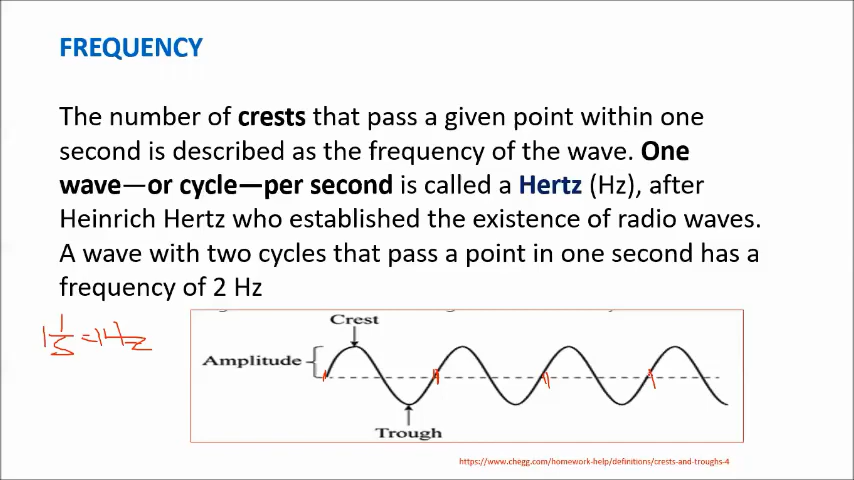 FREQUENCY
The number of crests that pass a given point within one
second is described as the frequency of the wave. One
wave—or cycle—per second is called a Hertz (Hz), after
Heinrich Hertz who established the existence of radio waves.
A wave with two cycles that pass a point in one second has a
frequency of 2 Hz
1 1/s = 1Hz
Crest
Amplitude
Trough
https://www.chegg.com/homework-help/definitions/crests-and-troughs-4